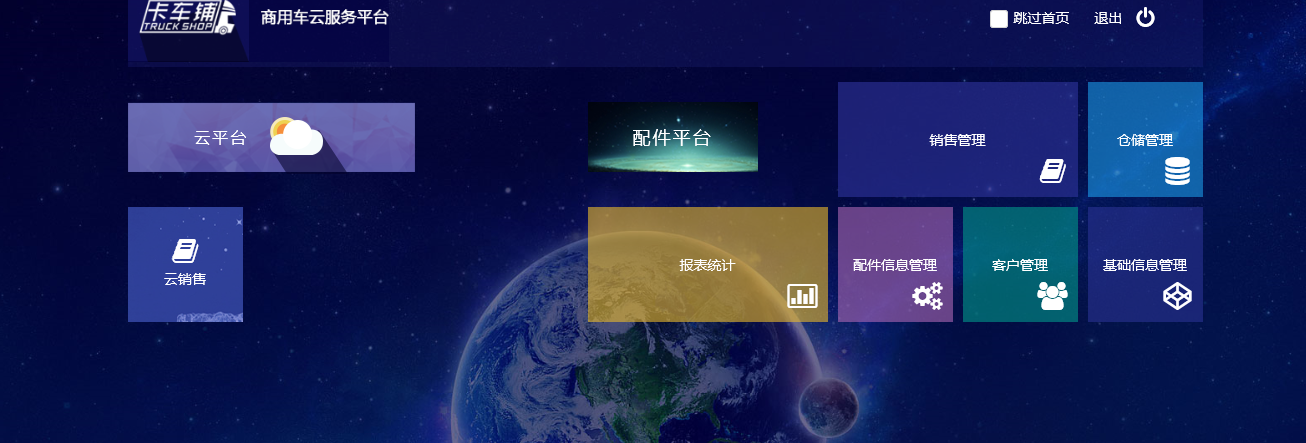 卡车铺
TRUCK SHOP
商用车云服务平台
跳过首页
退出
云平台
配件平台
销售管理
仓储管理
云销售
报表统计
配件信息管理
客户管理
基础信息管理